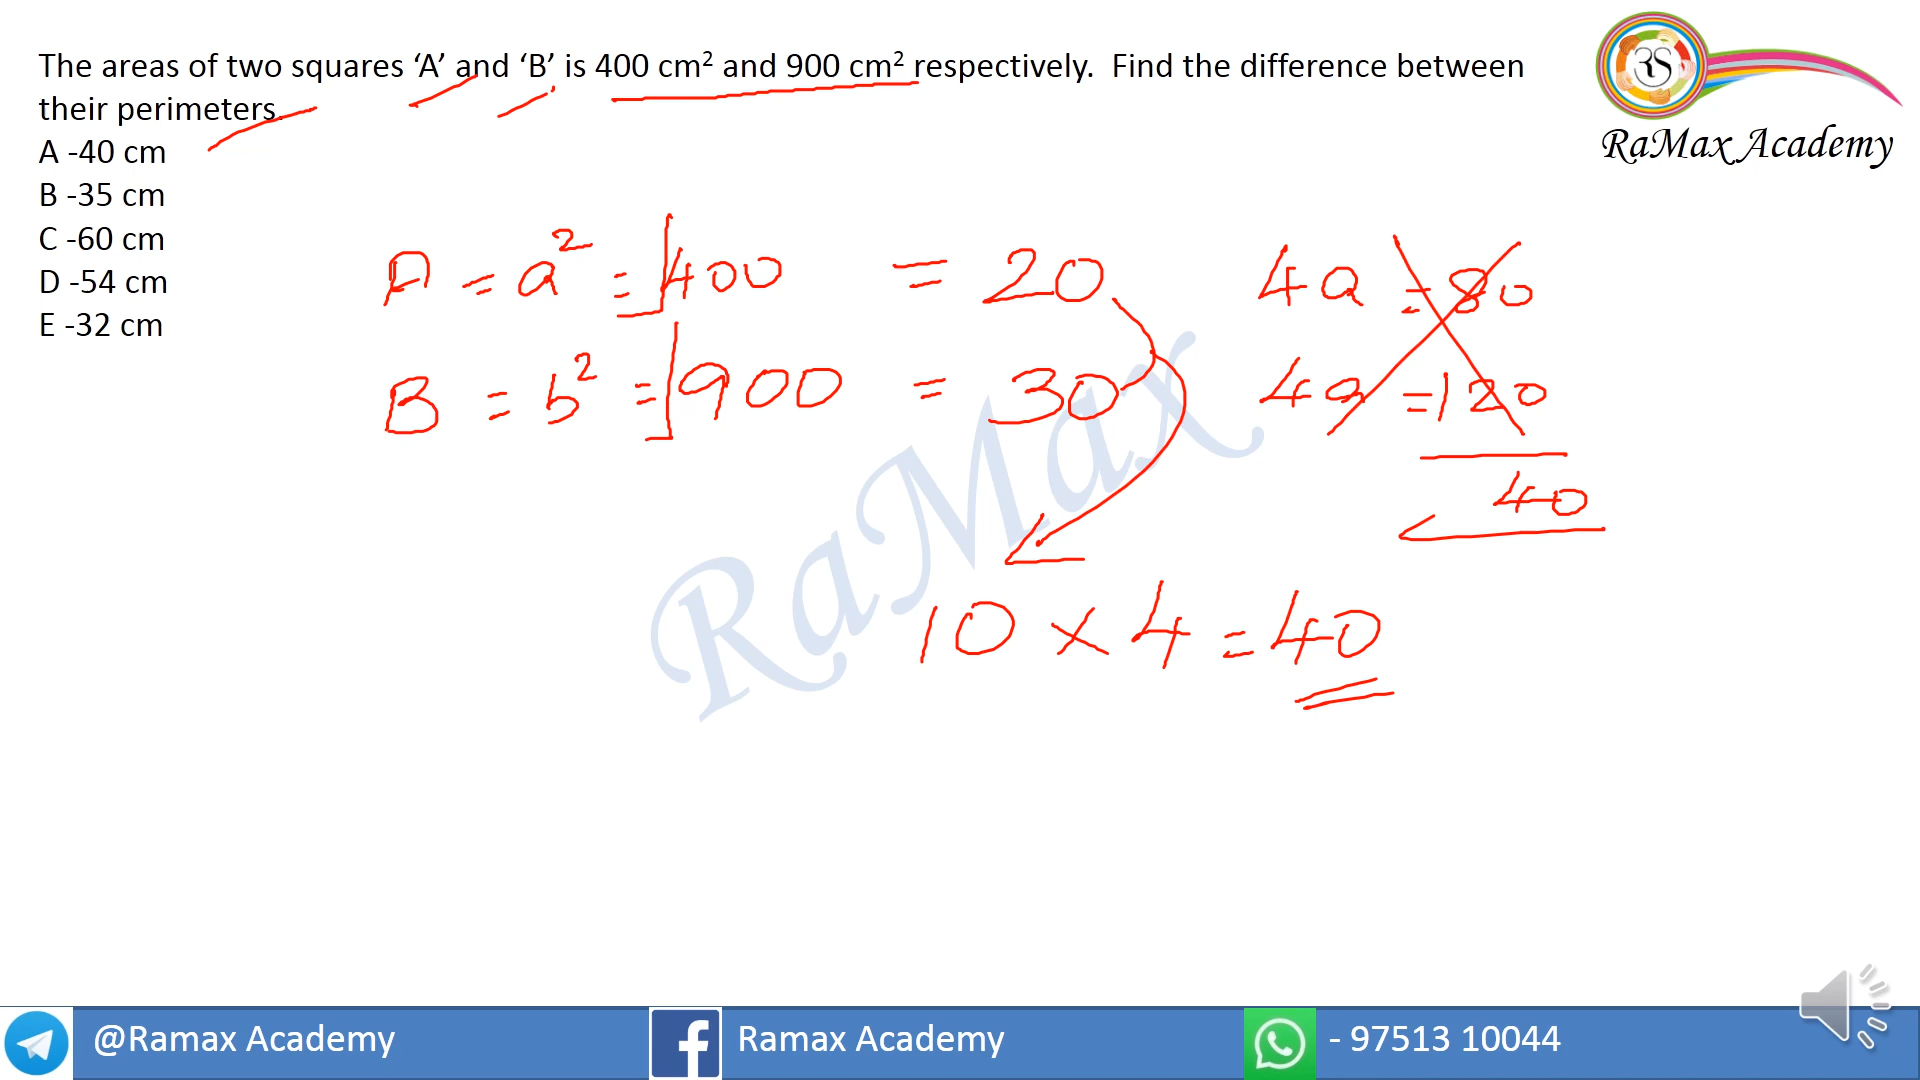 The areas of two squares ‘A’ and ‘B’ is 400 cm² and 900 cm² respectively.  Find the difference between
their perimeters.
A -40 cm
B -35 cm
C -60 cm
D -54 cm
E -32 cm
RS
RaMax Academy
A = a² = 400 = 20 4a = 80
B = b² = 900 = 30 4a = 120
40
10 × 4 = 40
RaMax
@Ramax Academy
Ramax Academy
- 97513 10044